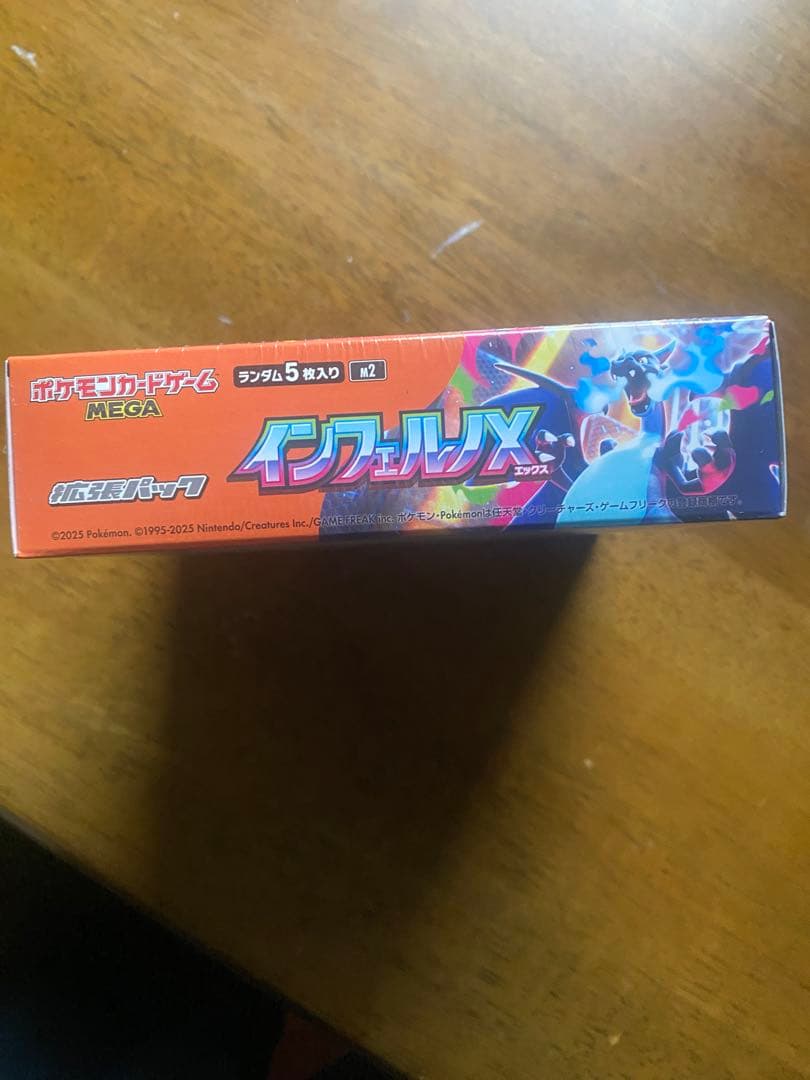 ポケモンカードゲーム
MEGA
ランダム5枚入り
M2
拡張パック
インフェルノX
エックス
©2025 Pokémon. ©1995-2025 Nintendo/Creatures Inc./GAME FREAK inc. ポケモン・Pokémonは任天堂・クリーチャーズ・ゲームフリークの登録商標です。